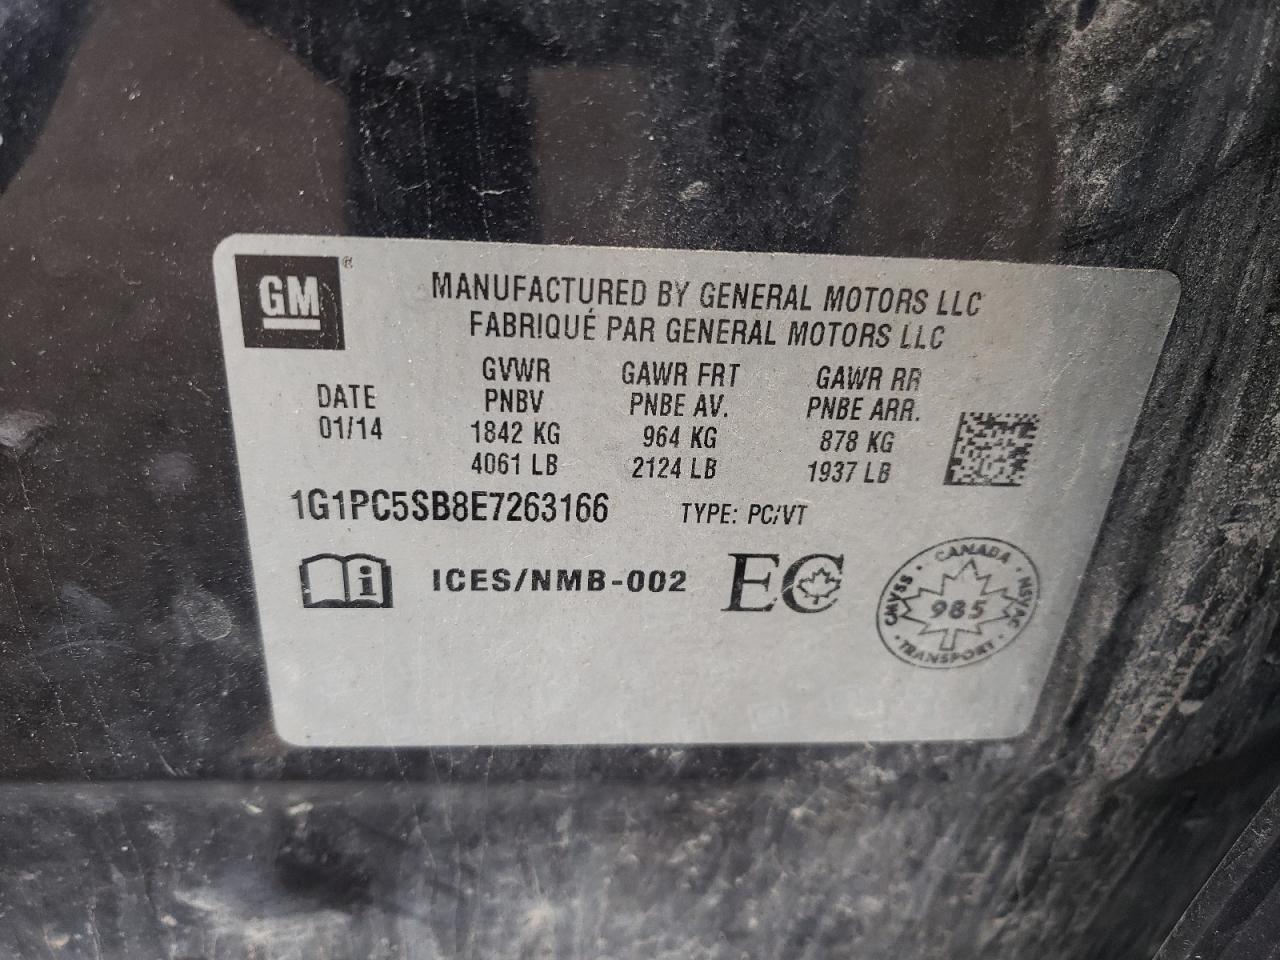 GM®
MANUFACTURED BY GENERAL MOTORS LLC
FABRIQUÉ PAR GENERAL MOTORS LLC
DATE
01/14
GVWR
PNBV
1842 KG
4061 LB
GAWR FRT
PNBE AV.
964 KG
2124 LB
GAWR RR
PNBE ARR.
878 KG
1937 LB
1G1PC5SB8E7263166 TYPE: PC/VT
i ICES/NMB-002 EC
CANADA
CMVSS 985 NSVAC
TRANSPORT